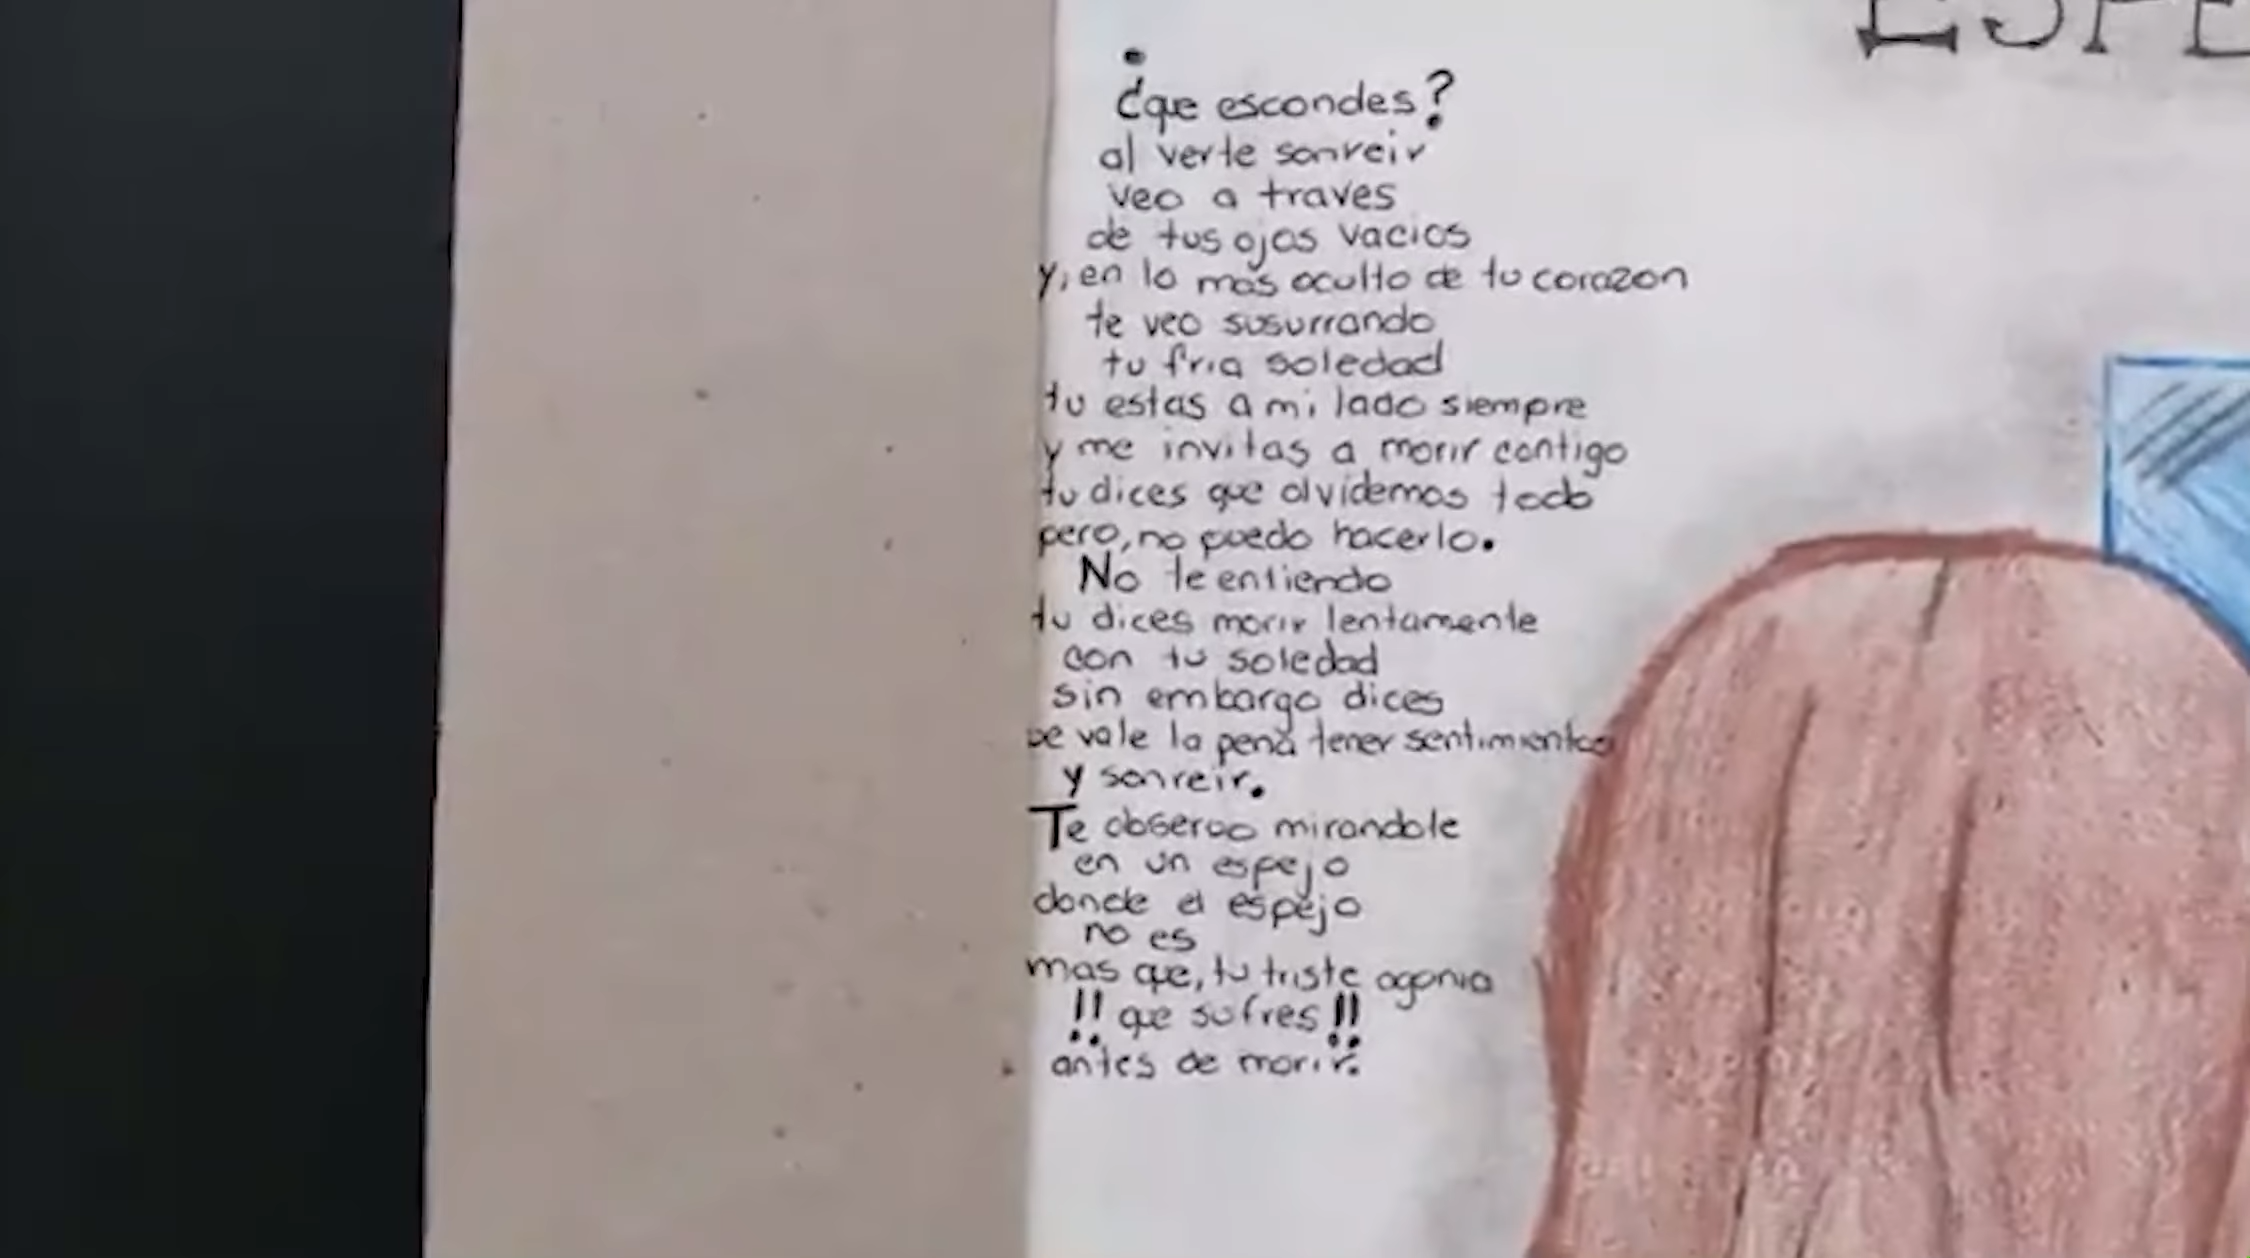 ESPE
¿que escondes?
al verte sonreir
veo a traves
de tus ojos vacios
y, en lo más oculto de tu corazon
te veo susurrando
tu fria soledad
tu estas a mi lado siempre
y me invitas a morir contigo
tu dices que olvidemos todo
pero, no puedo hacerlo.
No te entiendo
tu dices morir lentamente
con tu soledad
sin embargo dices
vale la pena tener sentimientos
y sonreir.
Te observo mirandole
en un espejo
donde el espejo
no es
mas que, tu triste agonia
!! que sufres !!
antes de morir.